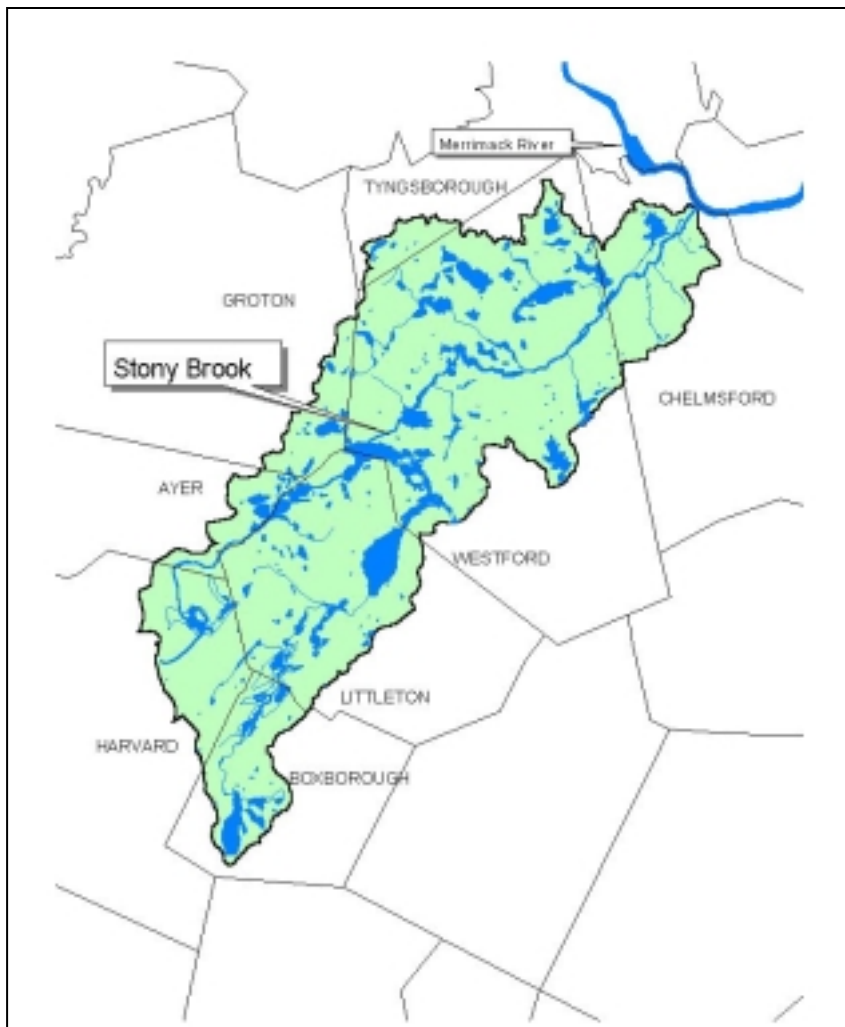 Merrimack River
TYNGSBOROUGH
GROTON
Stony Brook
CHELMSFORD
AYER
WESTFORD
LITTLETON
HARVARD
BOXBOROUGH